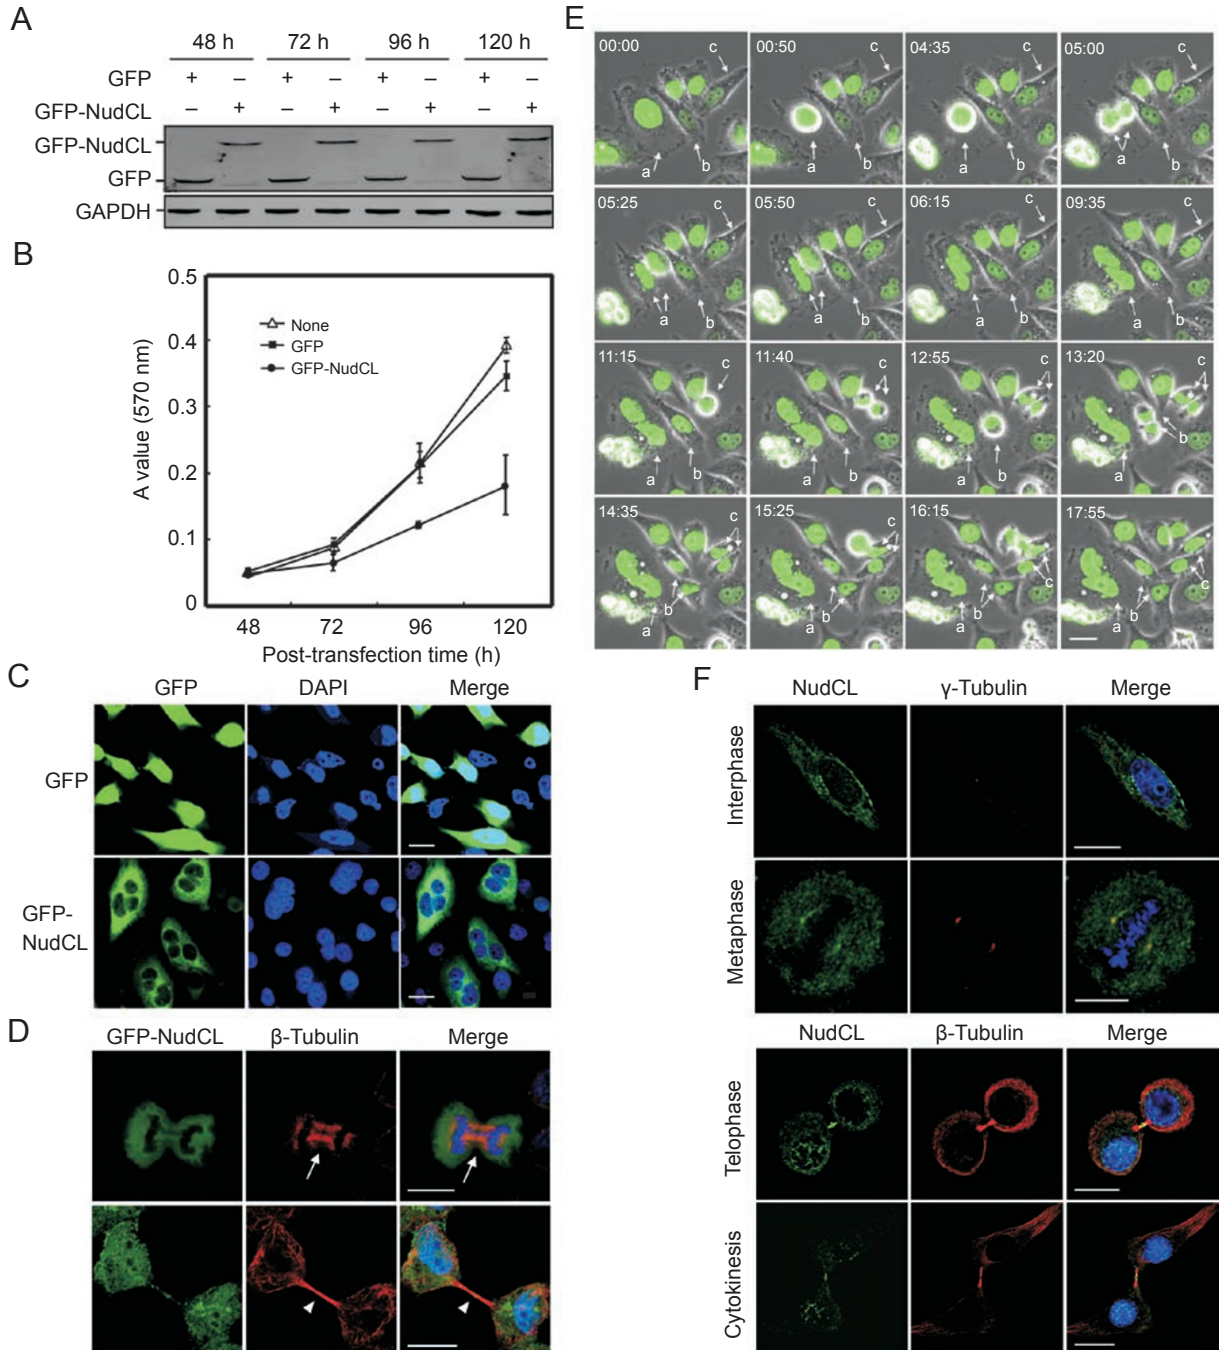 A
48 h 72 h 96 h 120 h
GFP + – + – + – + –
GFP-NudCL – + – + – + – +
GFP-NudCL
GFP
GAPDH
B
A value (570 nm)
0.5
0.4
0.3
0.2
0.1
0
None
GFP
GFP-NudCL
48 72 96 120
Post-transfection time (h)
C
GFP DAPI Merge
GFP
GFP-
NudCL
D
GFP-NudCL β-Tubulin Merge
E
00:00 c a b
00:50 c a b
04:35 c a b
05:00 c a b
05:25 c a b
05:50 c a b
06:15 c a b
09:35 c a b
11:15 c a b
11:40 c a b
12:55 c a b
13:20 c b a
14:35 c b a
15:25 c b a
16:15 c b a
17:55 c b a
F
NudCL γ-Tubulin Merge
Interphase
Metaphase
NudCL β-Tubulin Merge
Telophase
Cytokinesis